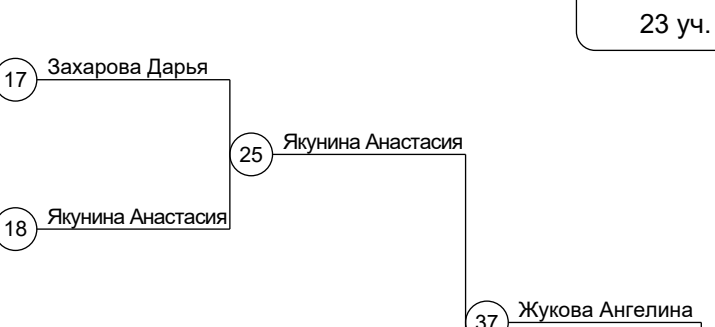 23 уч.
17 Захарова Дарья
25 Якунина Анастасия
18 Якунина Анастасия
37 Жукова Ангелина